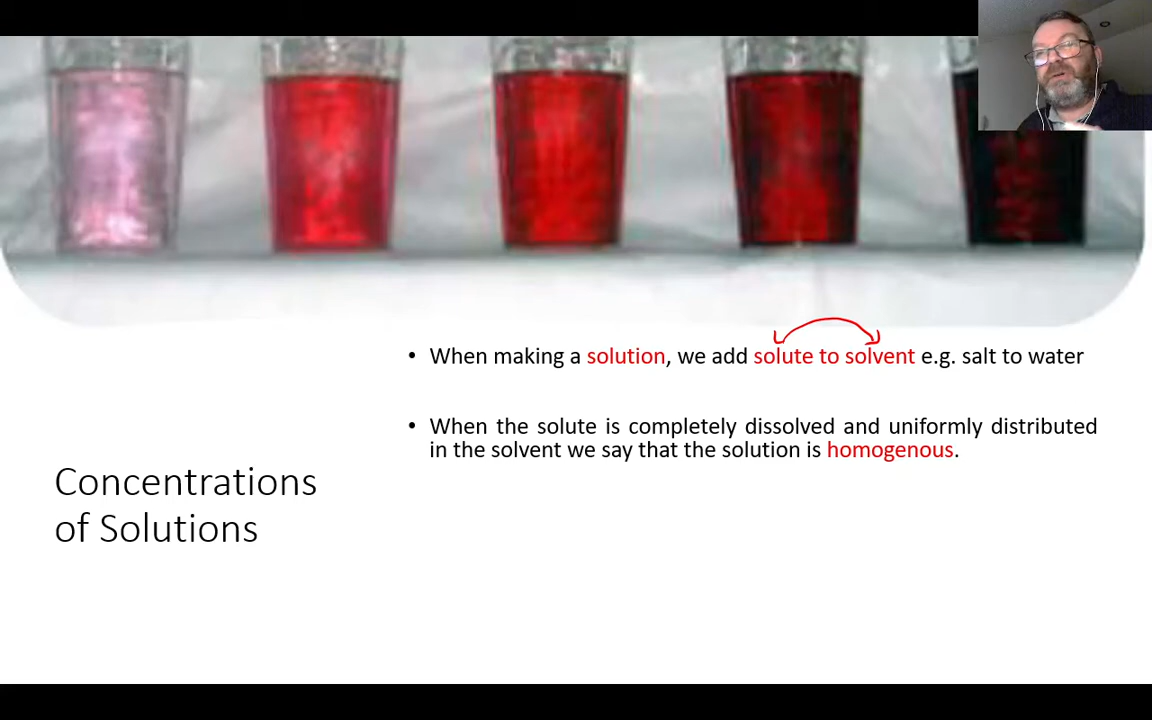 • When making a solution, we add solute to solvent e.g. salt to water
• When the solute is completely dissolved and uniformly distributed
in the solvent we say that the solution is homogenous.
Concentrations
of Solutions